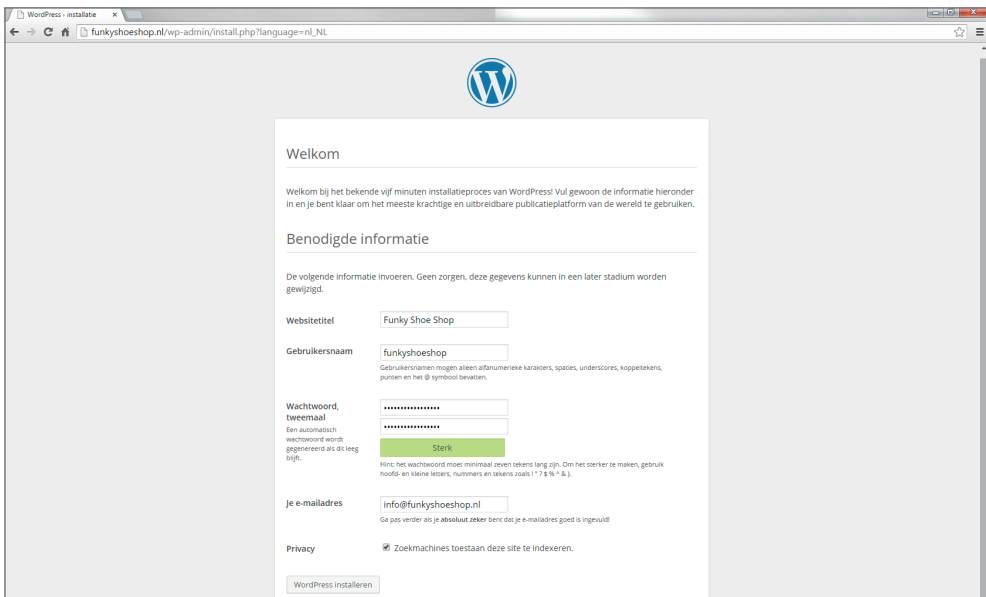 WordPress › installatie
funkyshoeshop.nl/wp-admin/install.php?language=nl_NL
Welkom
Welkom bij het bekende vijf minuten installatieproces van WordPress! Vul gewoon de informatie hieronder
in en je bent klaar om het meeste krachtige en uitbreidbare publicatieplatform van de wereld te gebruiken.
Benodigde informatie
De volgende informatie invoeren. Geen zorgen, deze gegevens kunnen in een later stadium worden
gewijzigd.
Websitetitel
Funky Shoe Shop
Gebruikersnaam
funkyshoeshop
Gebruikersnamen mogen alleen alfanumerieke karakters, spaties, underscores, koppeltekens,
punten en het @ symbool bevatten.
Wachtwoord,
tweemaal
Een automatisch
wachtwoord wordt
gegenereerd als dit leeg
blijft.
••••••••••••••••
••••••••••••••••
Sterk
Hint: het wachtwoord moet minimaal zeven tekens lang zijn. Om het sterker te maken, gebruik
hoofd- en kleine letters, nummers en tekens zoals ! " ? $ % ^ & ).
Je e-mailadres
info@funkyshoeshop.nl
Ga pas verder als je absoluut zeker bent dat je e-mailadres goed is ingevuld!
Privacy
Zoekmachines toestaan deze site te indexeren.
WordPress installeren